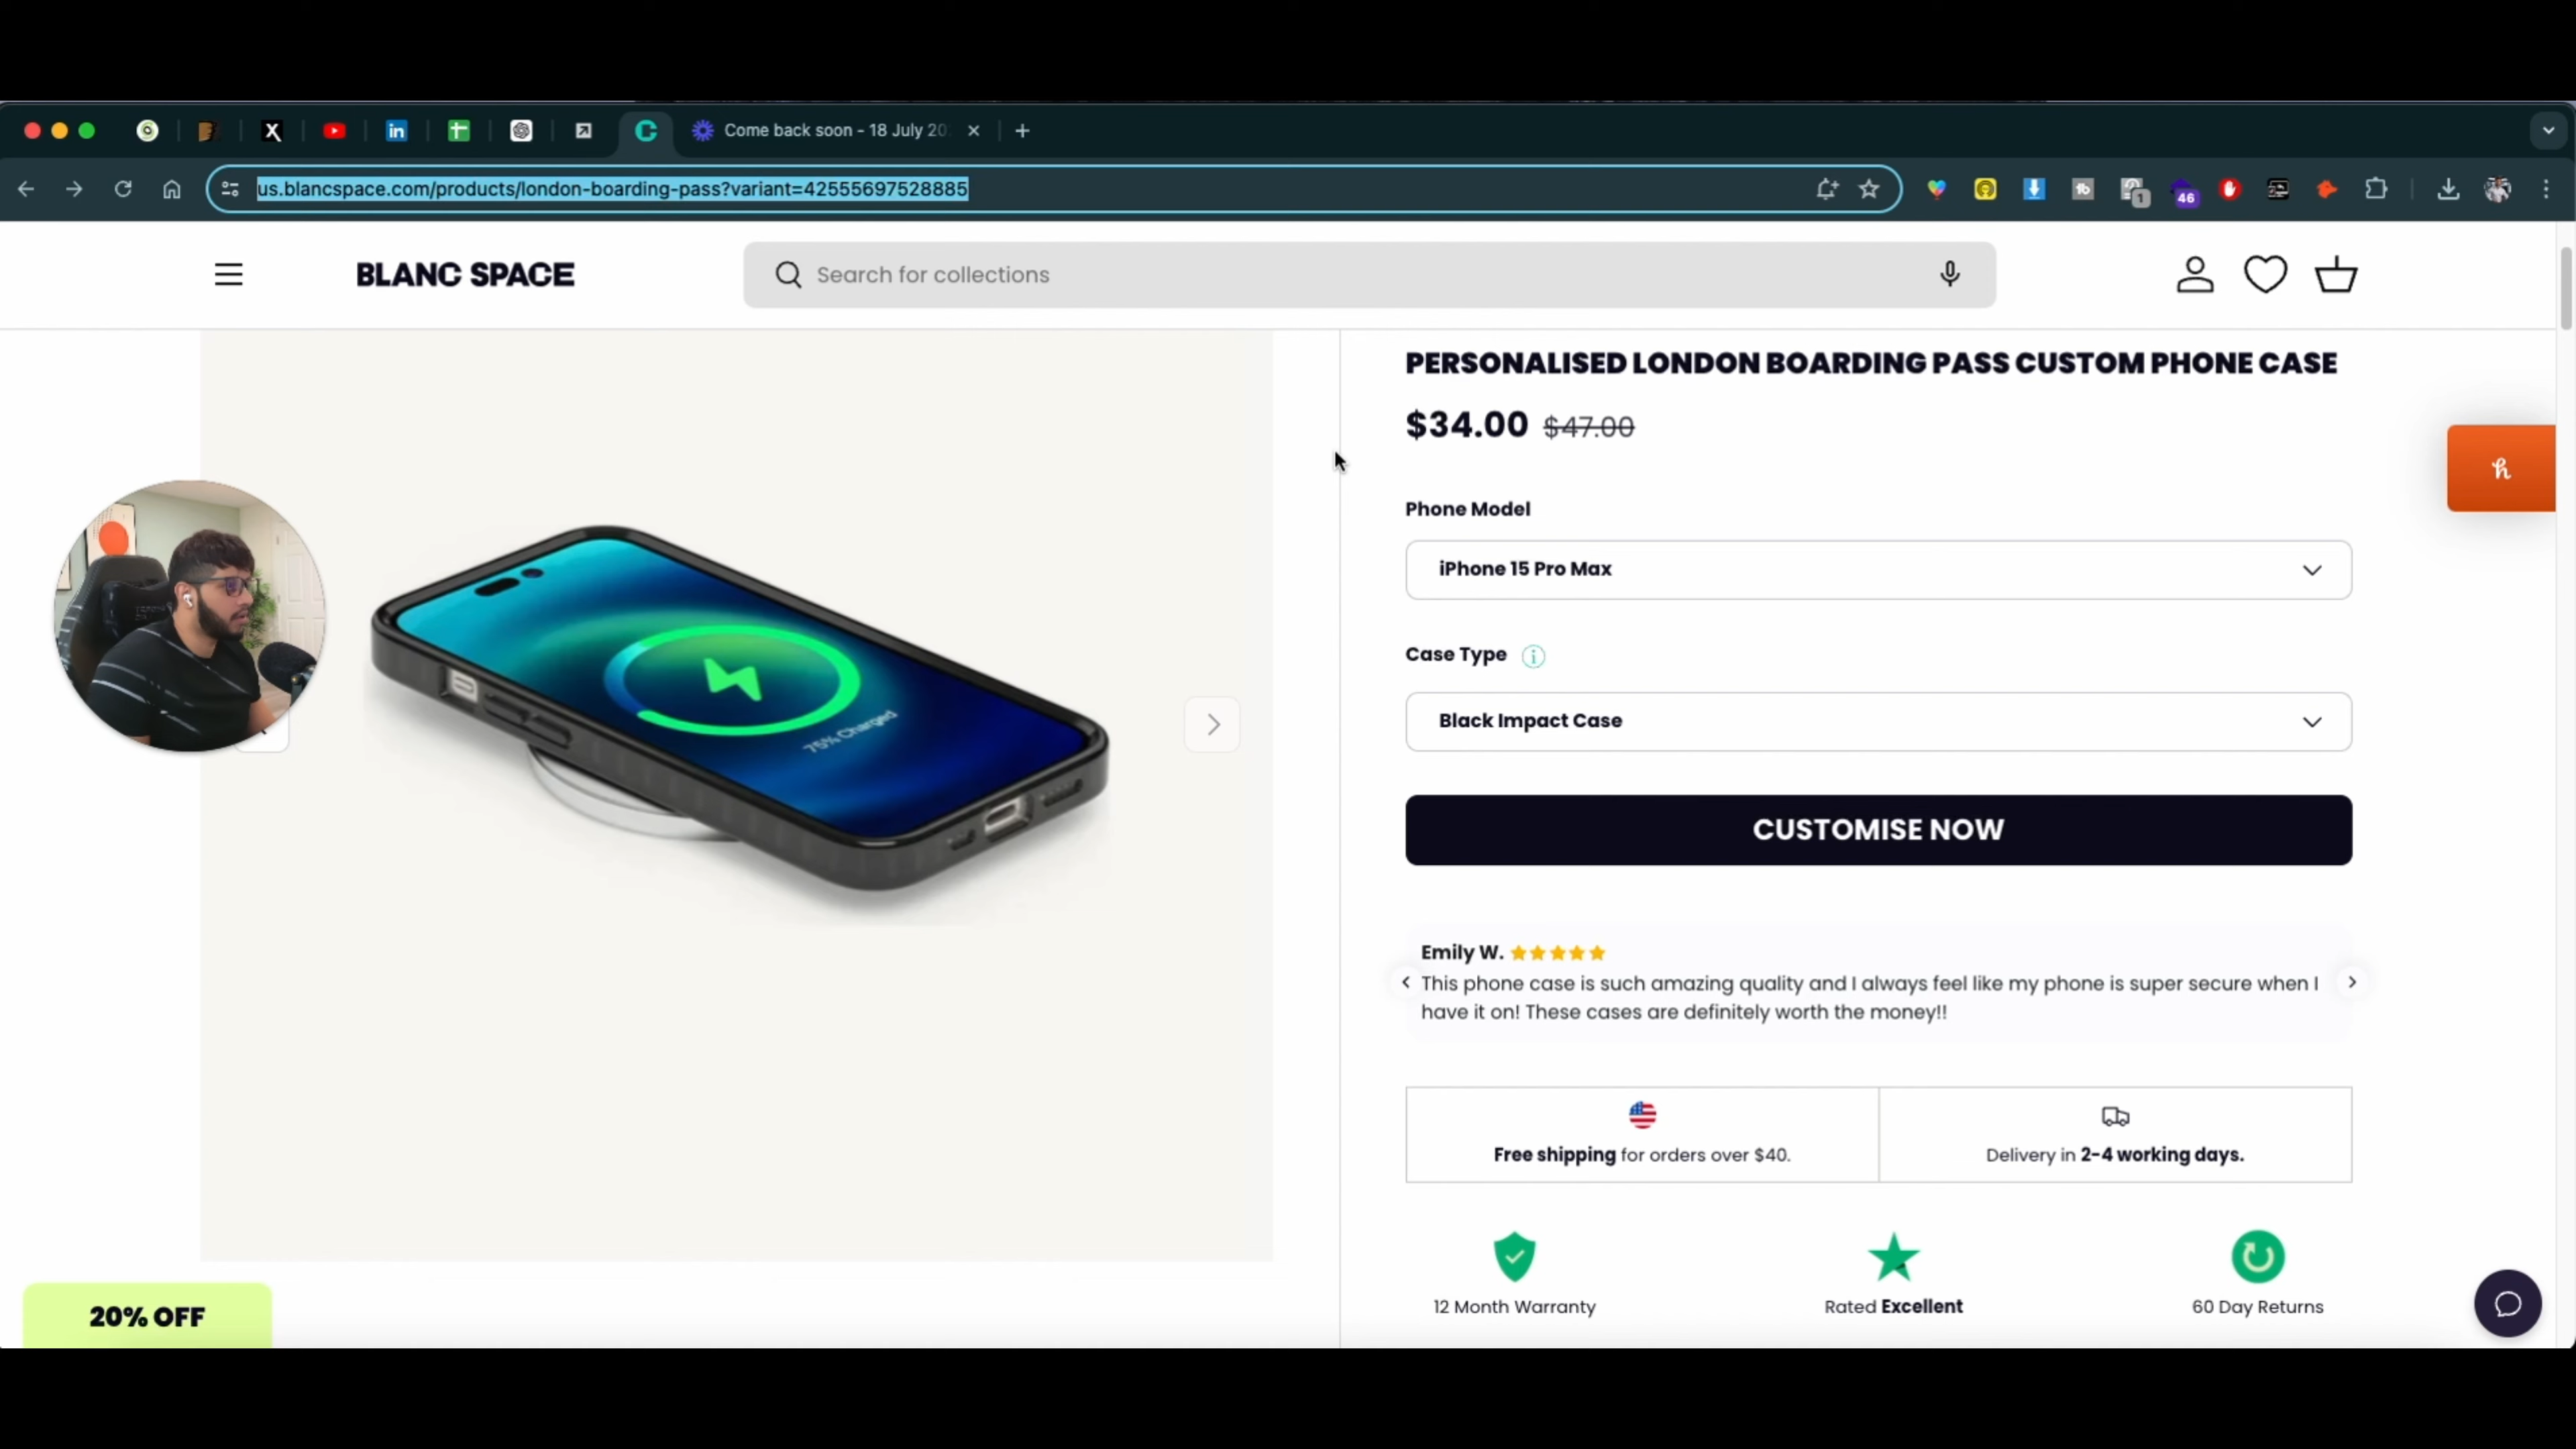 Come back soon - 18 July 20
us.blancspace.com/products/london-boarding-pass?variant=42555697528885
1
46
BLANC SPACE
Search for collections
PERSONALISED LONDON BOARDING PASS CUSTOM PHONE CASE
$34.00 $47.00
Phone Model
iPhone 15 Pro Max
Case Type
Black Impact Case
75% Charged
CUSTOMISE NOW
Emily W.
This phone case is such amazing quality and I always feel like my phone is super secure when I
have it on! These cases are definitely worth the money!!
Free shipping for orders over $40.
Delivery in 2-4 working days.
12 Month Warranty
Rated Excellent
60 Day Returns
20% OFF